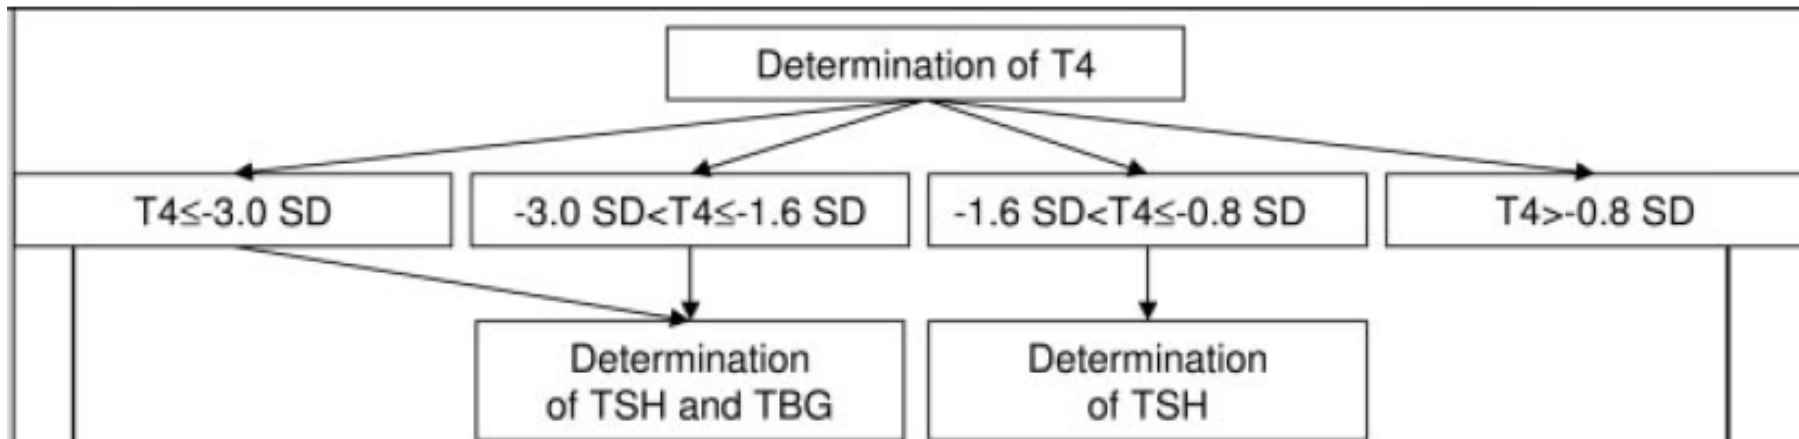 Determination of T4
T4≤-3.0 SD
-3.0 SD<T4≤-1.6 SD
-1.6 SD<T4≤-0.8 SD
T4>-0.8 SD
Determination
of TSH and TBG
Determination
of TSH